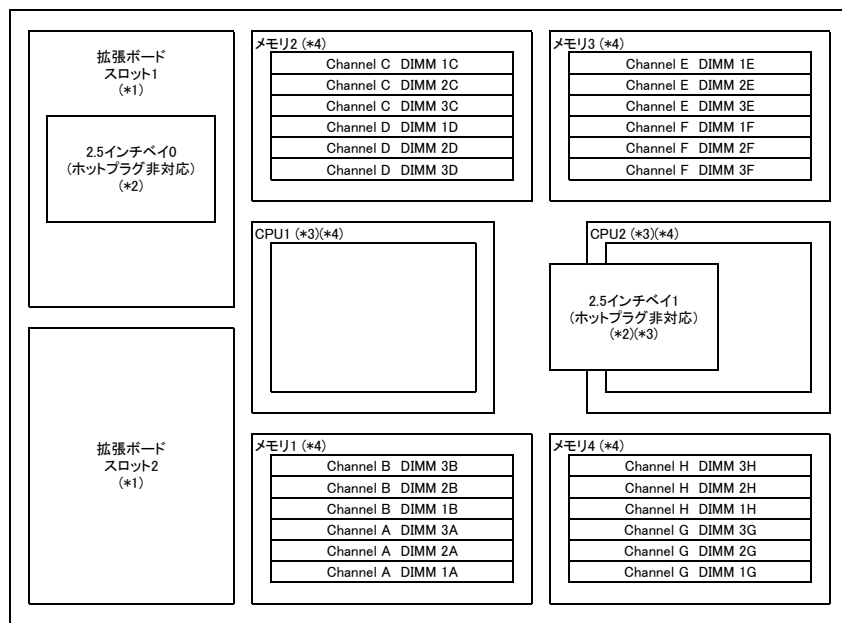 拡張ボード
スロット1
(*1)
2.5インチベイ0
(ホットプラグ非対応)
(*2)
メモリ2 (*4)
Channel C DIMM 1C
Channel C DIMM 2C
Channel C DIMM 3C
Channel D DIMM 1D
Channel D DIMM 2D
Channel D DIMM 3D
メモリ3 (*4)
Channel E DIMM 1E
Channel E DIMM 2E
Channel E DIMM 3E
Channel F DIMM 1F
Channel F DIMM 2F
Channel F DIMM 3F
CPU1 (*3)(*4)
CPU2 (*3)(*4)
2.5インチベイ1
(ホットプラグ非対応)
(*2)(*3)
拡張ボード
スロット2
(*1)
メモリ1 (*4)
Channel B DIMM 3B
Channel B DIMM 2B
Channel B DIMM 1B
Channel A DIMM 3A
Channel A DIMM 2A
Channel A DIMM 1A
メモリ4 (*4)
Channel H DIMM 3H
Channel H DIMM 2H
Channel H DIMM 1H
Channel G DIMM 3G
Channel G DIMM 2G
Channel G DIMM 1G